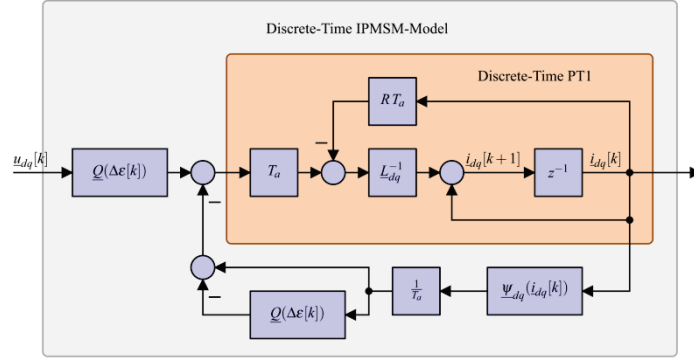 Discrete-Time IPMSM-Model
Discrete-Time PT1
R T_a
−
u_dq[k]
Q(Δε[k])
T_a
L_dq^{-1}
i_dq[k+1]
z^{-1}
i_dq[k]
−
−
Q(Δε[k])
1/T_a
ψ_dq(i_dq[k])